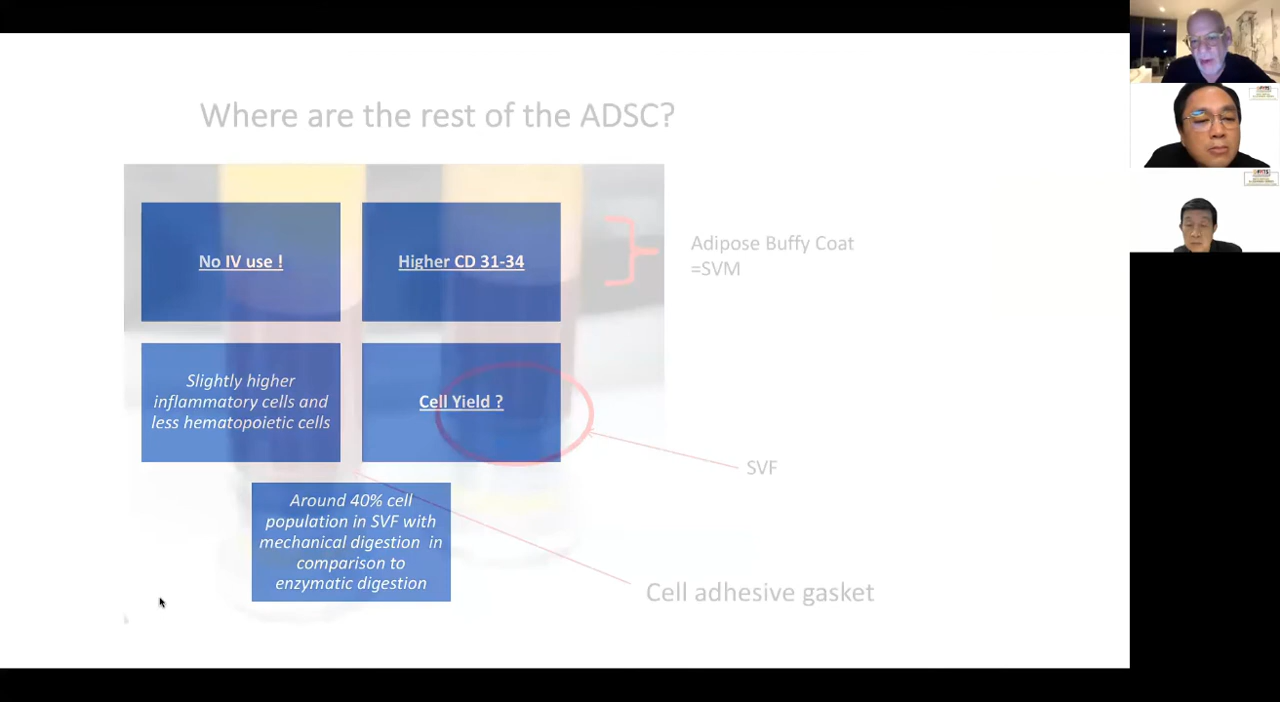 Where are the rest of the ADSC?
No IV use !
Higher CD 31-34
Adipose Buffy Coat
=SVM
Slightly higher
inflammatory cells and
less hematopoietic cells
Cell Yield ?
SVF
Around 40% cell
population in SVF with
mechanical digestion in
comparison to
enzymatic digestion
Cell adhesive gasket